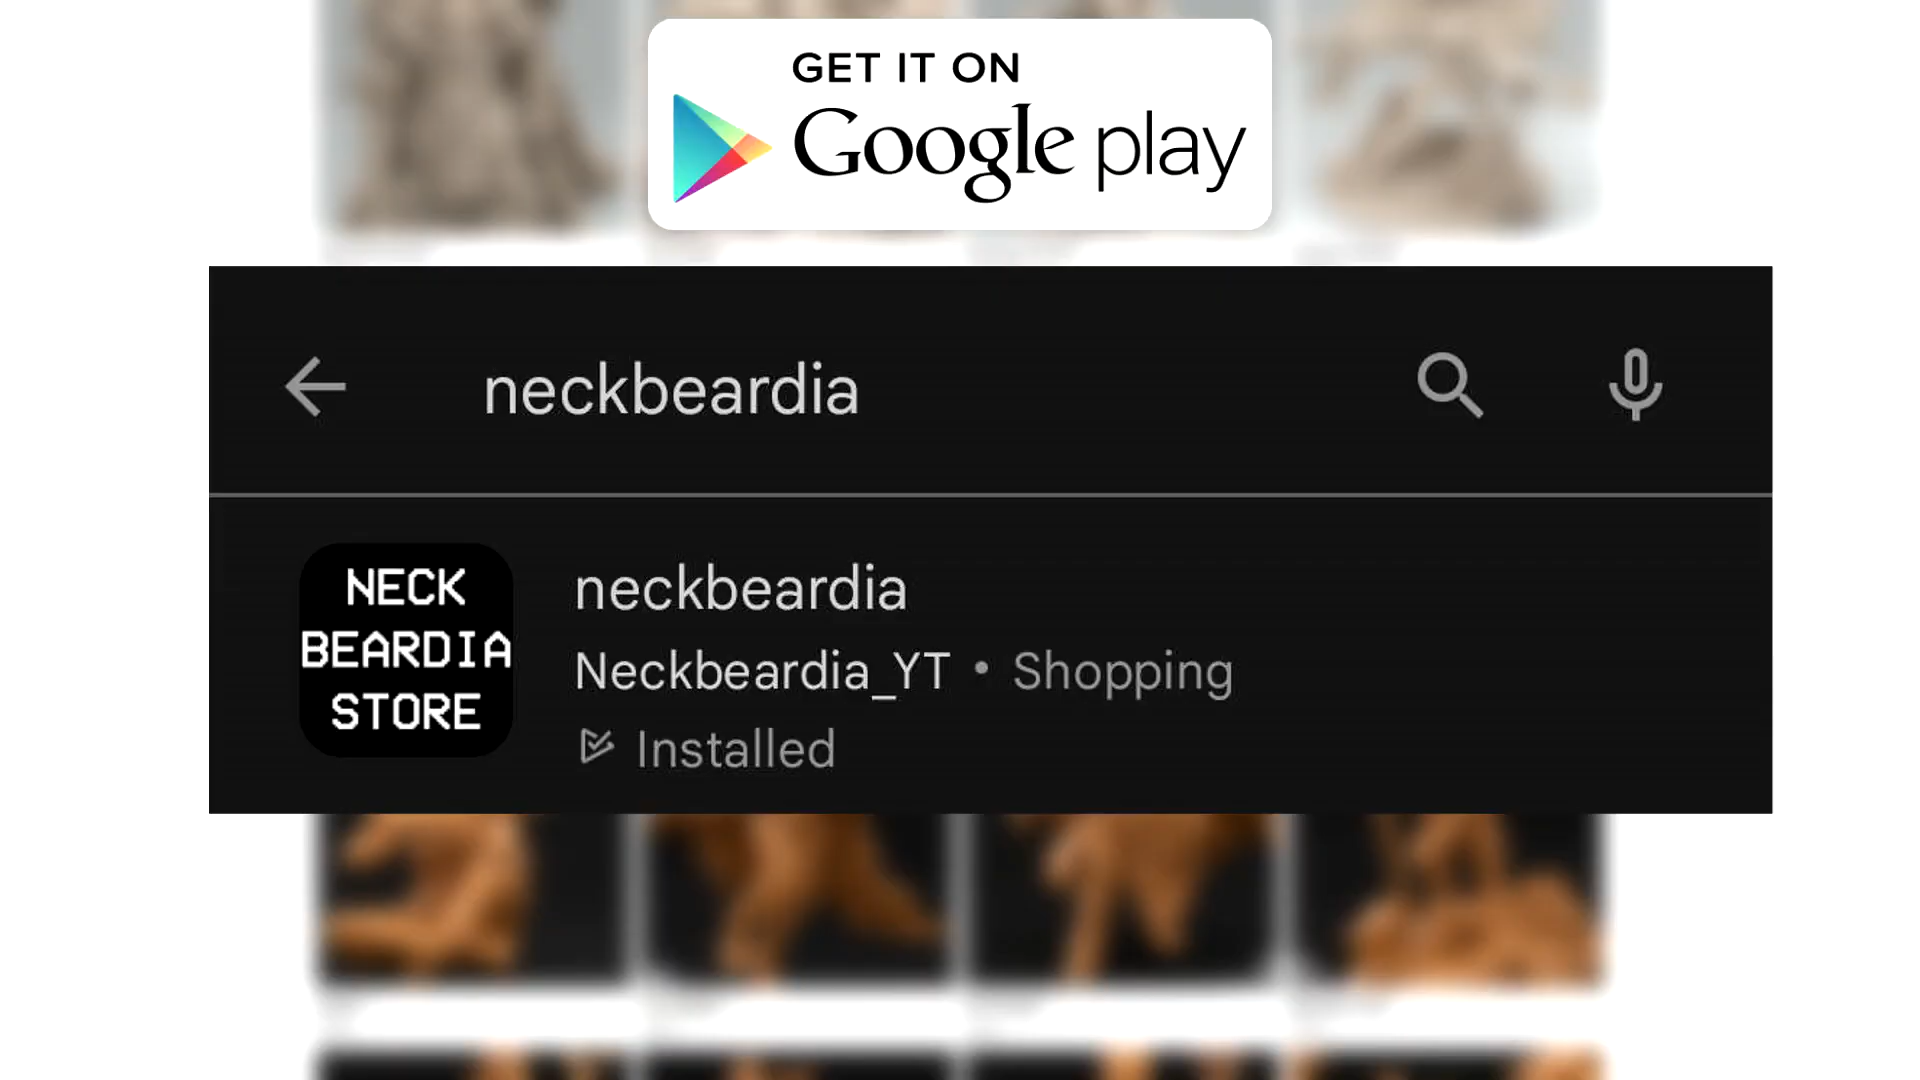 GET IT ON
Google play
neckbeardia
NECK
BEARDIA
STORE
neckbeardia
Neckbeardia_YT • Shopping
Installed